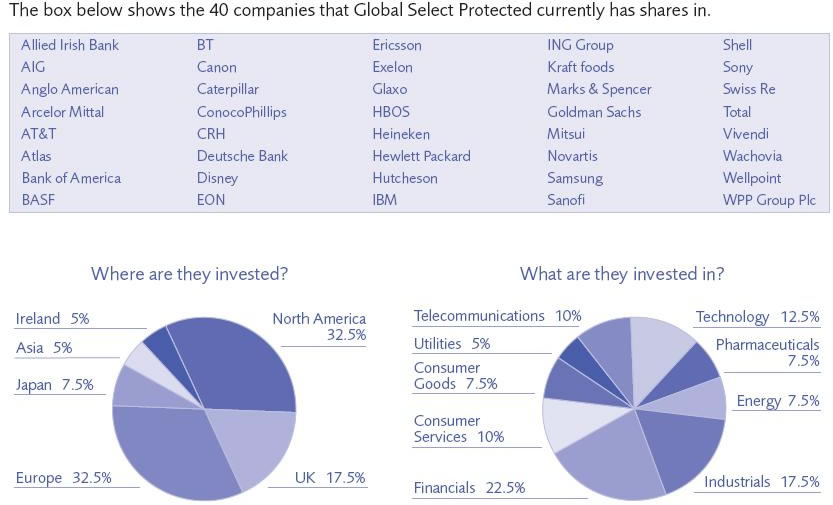 The box below shows the 40 companies that Global Select Protected currently has shares in.
Allied Irish Bank
AIG
Anglo American
Arcelor Mittal
AT&T
Atlas
Bank of America
BASF
BT
Canon
Caterpillar
ConocoPhillips
CRH
Deutsche Bank
Disney
EON
Ericsson
Exelon
Glaxo
HBOS
Heineken
Hewlett Packard
Hutcheson
IBM
ING Group
Kraft foods
Marks & Spencer
Goldman Sachs
Mitsui
Novartis
Samsung
Sanofi
Shell
Sony
Swiss Re
Total
Vivendi
Wachovia
Wellpoint
WPP Group Plc
Where are they invested?
Ireland 5%
Asia 5%
Japan 7.5%
Europe 32.5%
North America
32.5%
UK 17.5%
What are they invested in?
Telecommunications 10%
Utilities 5%
Consumer
Goods 7.5%
Consumer
Services 10%
Financials 22.5%
Technology 12.5%
Pharmaceuticals
7.5%
Energy 7.5%
Industrials 17.5%